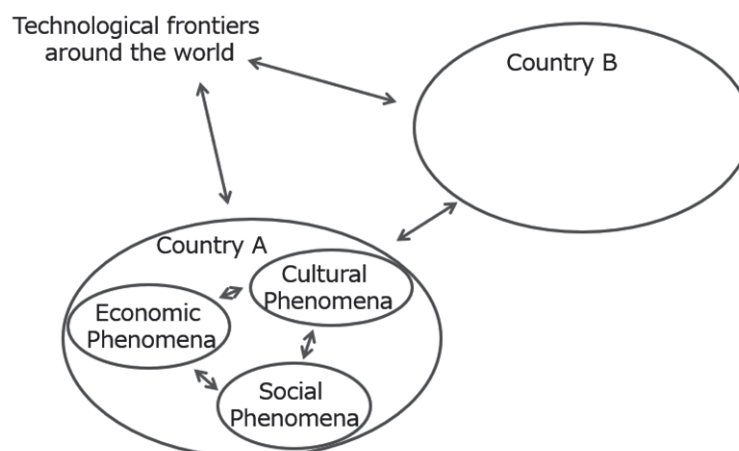 Technological frontiers
around the world
Country B
Country A
Cultural
Phenomena
Economic
Phenomena
Social
Phenomena